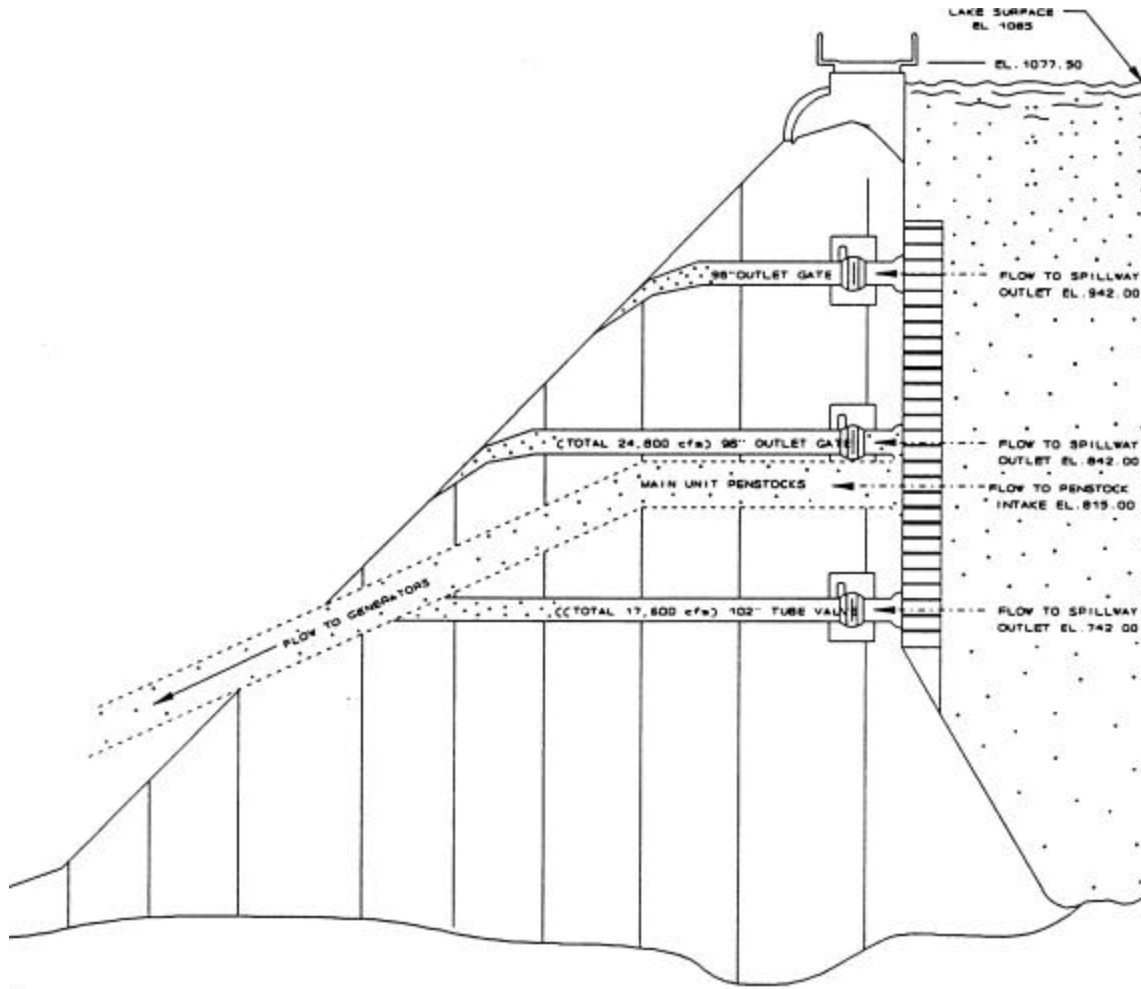 LAKE SURFACE
EL.1065
EL.1077.50
98" OUTLET GATE
FLOW TO SPILLWAY
OUTLET EL.942.00
(TOTAL 24,800 cfs) 98" OUTLET GATE
FLOW TO SPILLWAY
OUTLET EL.842.00
MAIN UNIT PENSTOCKS
FLOW TO PENSTOCK
INTAKE EL.815.00
FLOW TO GENERATORS
((TOTAL 17,600 cfs) 102" TUBE VALVE
FLOW TO SPILLWAY
OUTLET EL.742.00